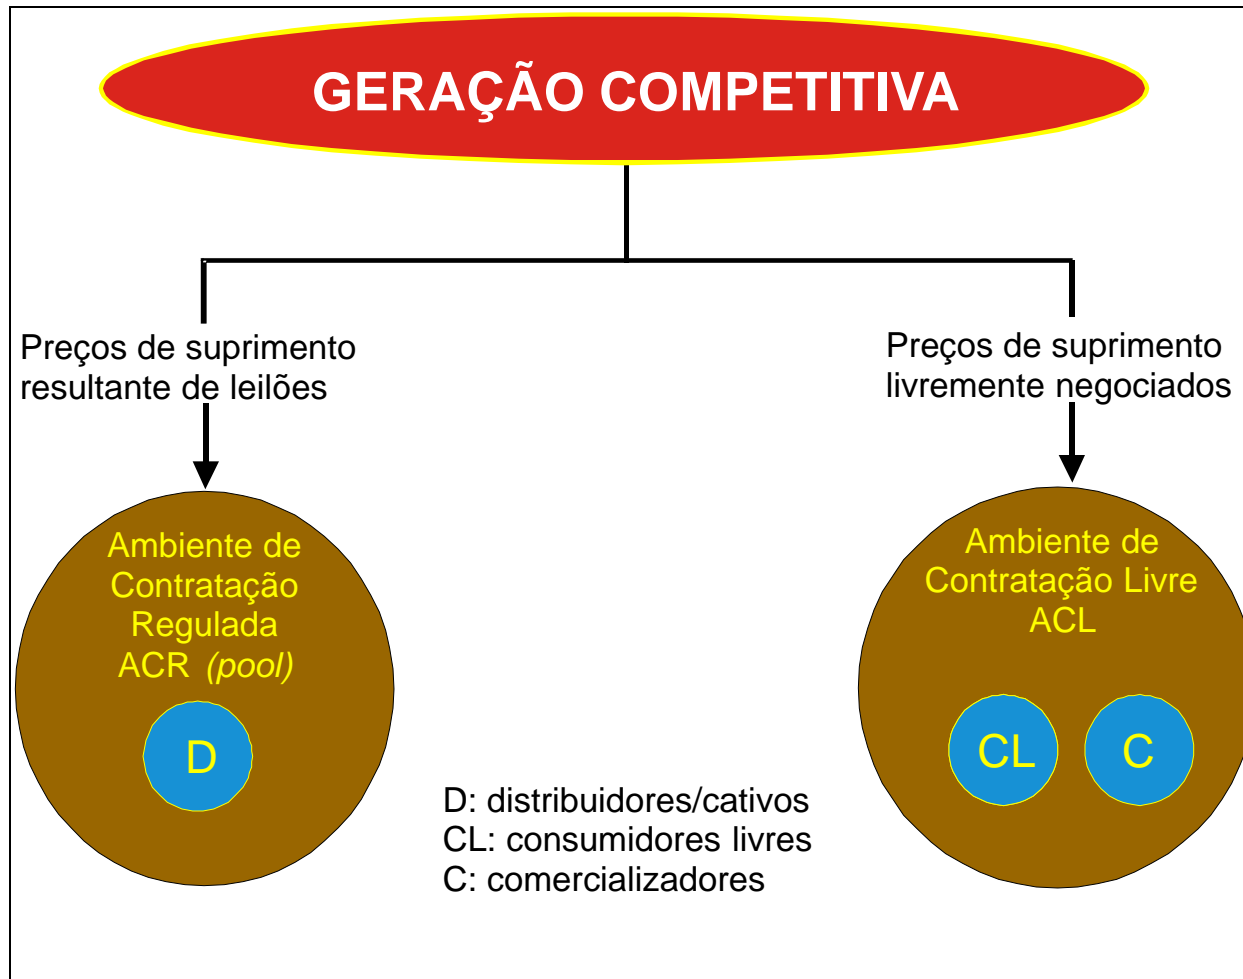 GERAÇÃO COMPETITIVA
Preços de suprimento
resultante de leilões
Preços de suprimento
livremente negociados
Ambiente de
Contratação
Regulada
ACR (pool)
D
Ambiente de
Contratação Livre
ACL
CL
C
D: distribuidores/cativos
CL: consumidores livres
C: comercializadores